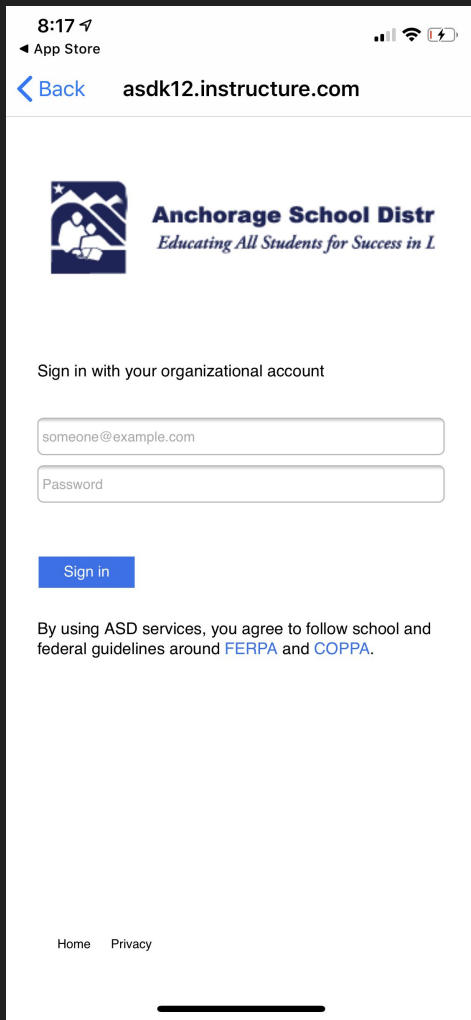 8:17
◀ App Store
Back
asdk12.instructure.com
Anchorage School Distr
Educating All Students for Success in L
Sign in with your organizational account
someone@example.com
Password
Sign in
By using ASD services, you agree to follow school and
federal guidelines around FERPA and COPPA.
Home Privacy